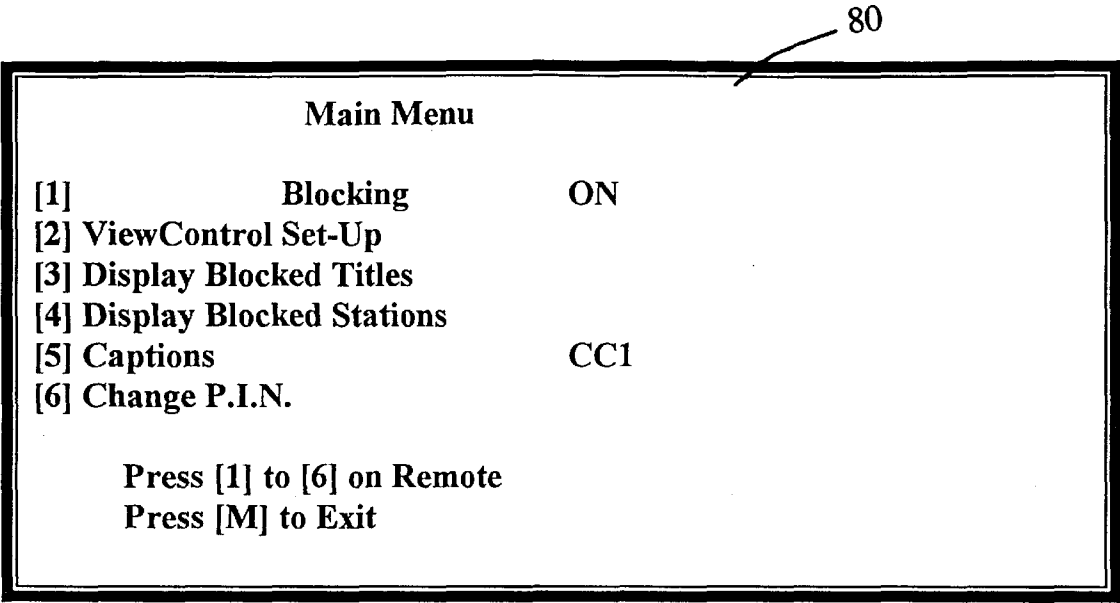 80
Main Menu
[1] Blocking ON
[2] ViewControl Set-Up
[3] Display Blocked Titles
[4] Display Blocked Stations
[5] Captions CC1
[6] Change P.I.N.
Press [1] to [6] on Remote
Press [M] to Exit